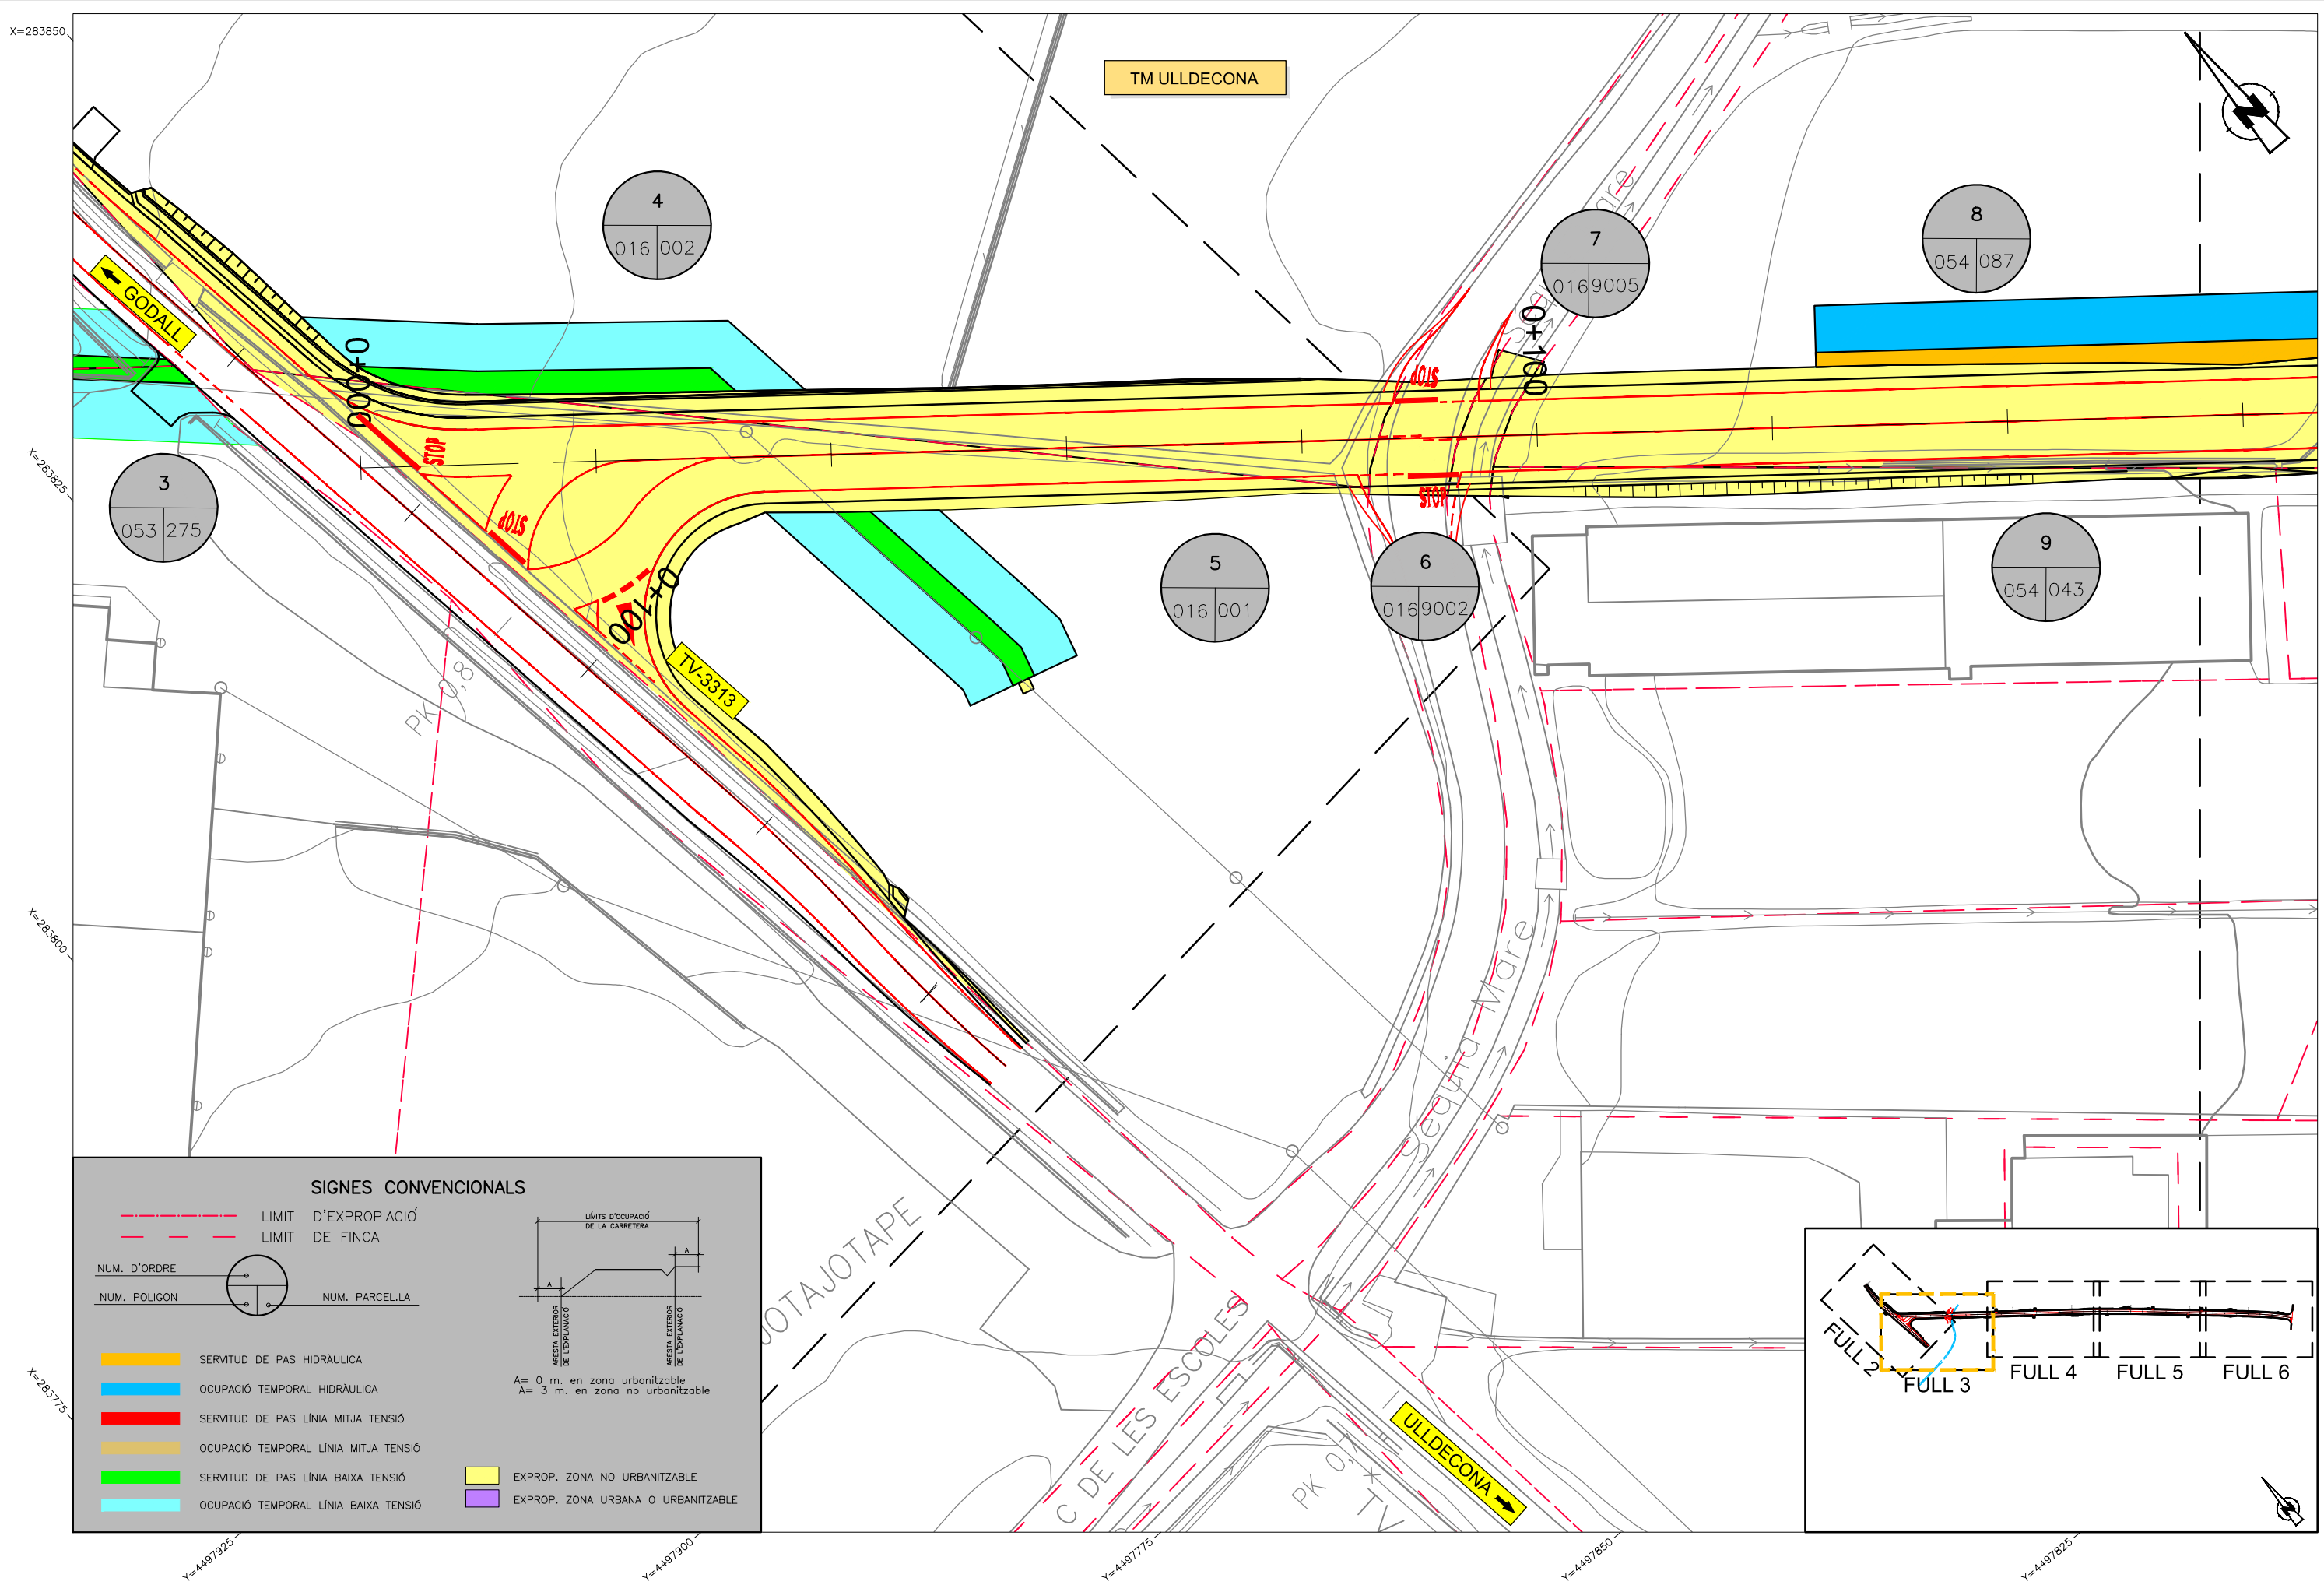 X=283850
TM ULLDECONA
4
016 002
7
016 9005
8
054 087
GODALL
0+000
STOP
0+100
STOP
X=283825
3
053 275
STOP
STOP
5
016 001
6
016 9002
9
054 043
0+100
TV-3313
PK 0,8
X=283800
Sequia Mare
JOTAJOTAPE
C DE LES ESCOLES
PK 0,7
TV
ULLDECONA
X=283775
SIGNES CONVENCIONALS
LIMIT D'EXPROPIACIÓ
LIMIT DE FINCA
NUM. D'ORDRE
NUM. POLIGON
NUM. PARCEL.LA
LÍMITS D'OCUPACIÓ
DE LA CARRETERA
A
A
ARESTA EXTERIOR
DE L'EXPLANACIÓ
ARESTA EXTERIOR
DE L'EXPLANACIÓ
A= 0 m. en zona urbanitzable
A= 3 m. en zona no urbanitzable
SERVITUD DE PAS HIDRÀULICA
OCUPACIÓ TEMPORAL HIDRÀULICA
SERVITUD DE PAS LÍNIA MITJA TENSIÓ
OCUPACIÓ TEMPORAL LÍNIA MITJA TENSIÓ
SERVITUD DE PAS LÍNIA BAIXA TENSIÓ
OCUPACIÓ TEMPORAL LÍNIA BAIXA TENSIÓ
EXPROP. ZONA NO URBANITZABLE
EXPROP. ZONA URBANA O URBANITZABLE
FULL 2
FULL 3
FULL 4
FULL 5
FULL 6
Y=4497925
Y=4497900
Y=4497775
Y=4497850
Y=4497825
N